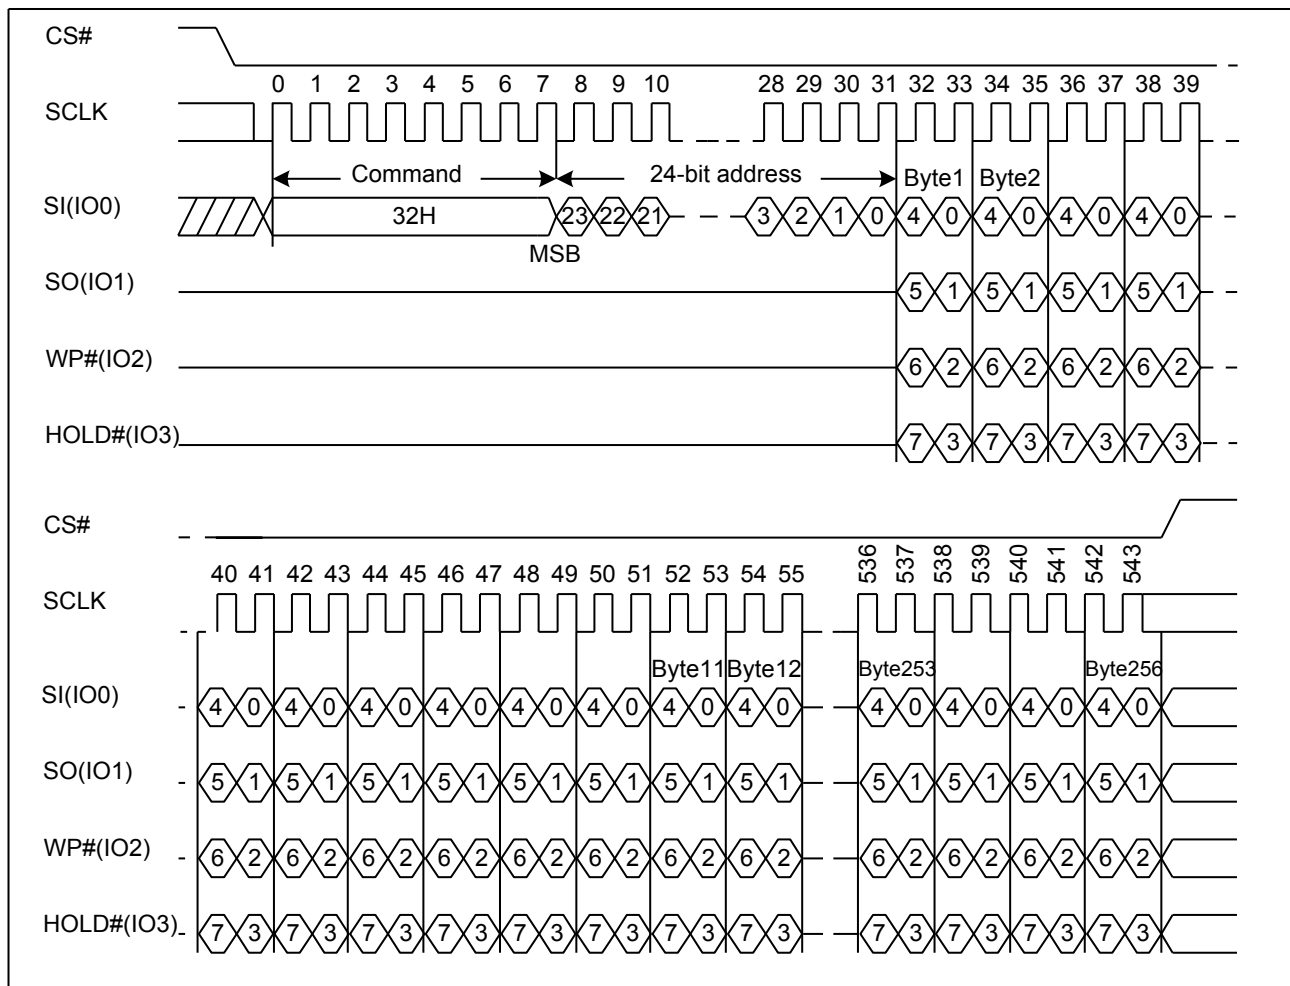 CS#
0 1 2 3 4 5 6 7 8 9 10 28 29 30 31 32 33 34 35 36 37 38 39
SCLK
Command 24-bit address Byte1 Byte2
SI(IO0) 32H 23 22 21 3 2 1 0 4 0 4 0 4 0 4 0
MSB
SO(IO1) 5 1 5 1 5 1 5 1
WP#(IO2) 6 2 6 2 6 2 6 2
HOLD#(IO3) 7 3 7 3 7 3 7 3
CS#
40 41 42 43 44 45 46 47 48 49 50 51 52 53 54 55 536 537 538 539 540 541 542 543
SCLK
Byte11 Byte12 Byte253 Byte256
SI(IO0) 4 0 4 0 4 0 4 0 4 0 4 0 4 0 4 0 4 0 4 0 4 0 4 0
SO(IO1) 5 1 5 1 5 1 5 1 5 1 5 1 5 1 5 1 5 1 5 1 5 1 5 1
WP#(IO2) 6 2 6 2 6 2 6 2 6 2 6 2 6 2 6 2 6 2 6 2 6 2 6 2
HOLD#(IO3) 7 3 7 3 7 3 7 3 7 3 7 3 7 3 7 3 7 3 7 3 7 3 7 3